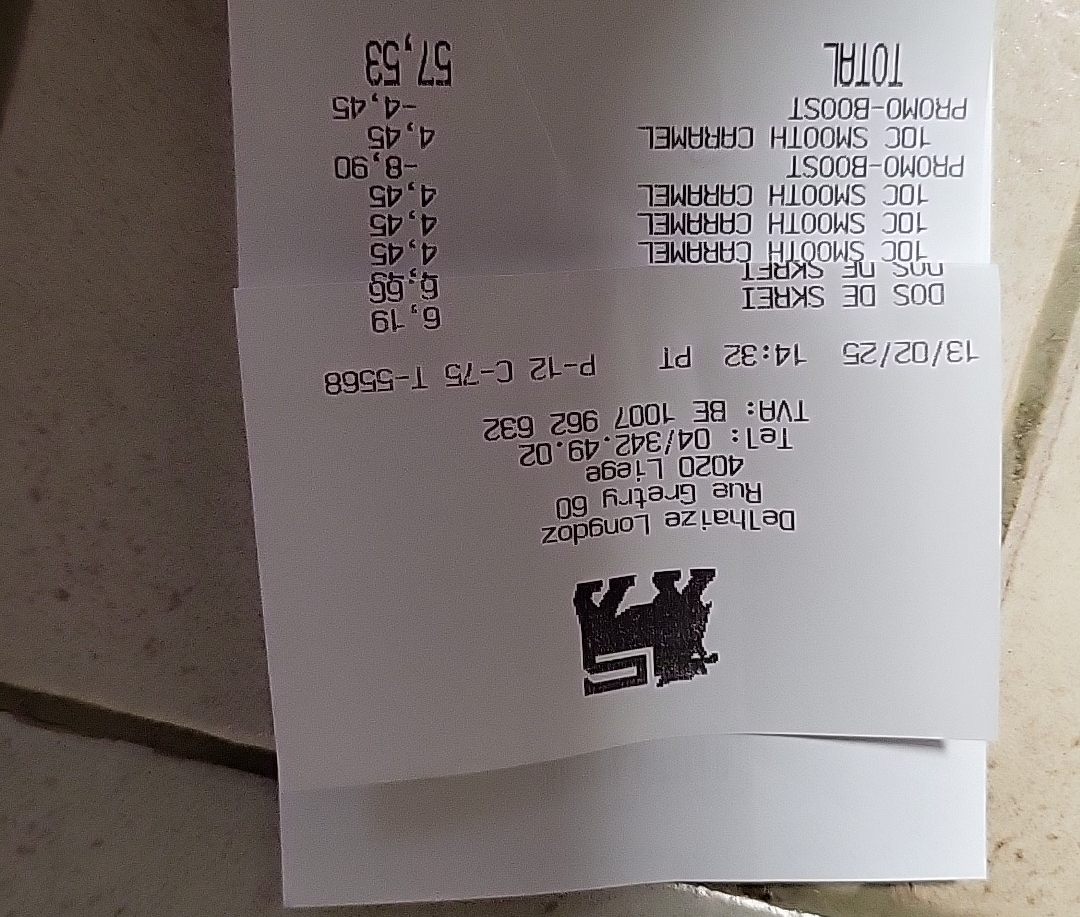 Delhaize Longdoz
Rue Gretry 60
4020 Liege
Tel: 04/342.49.02
TVA: BE 1007 962 632
13/02/25 14:32 PT P-12 C-75 T-5568
DOS DE SKREI 6,19
DOS DE SKREI
10C SMOOTH CARAMEL 4,45
10C SMOOTH CARAMEL 4,45
10C SMOOTH CARAMEL 4,45
PROMO-BOOST -8,90
10C SMOOTH CARAMEL 4,45
PROMO-BOOST -4,45
TOTAL 57,53